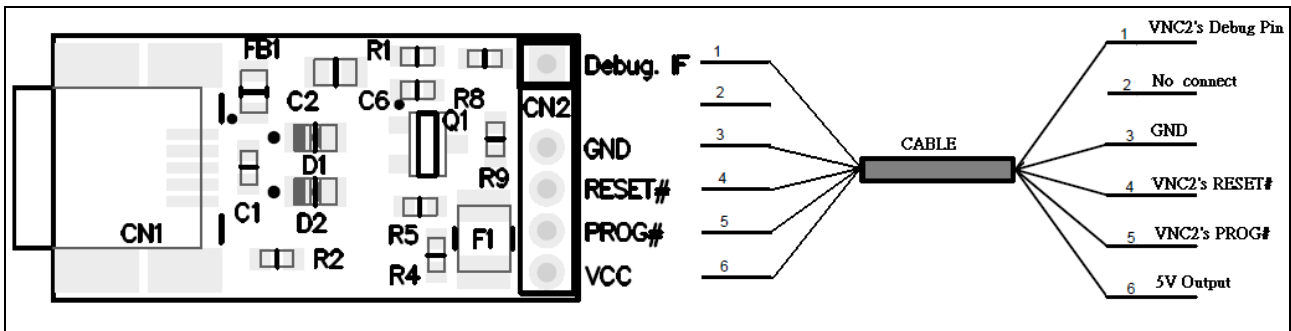 FB1
R1
C2
C6
R8
Q1
CN2
D1
R9
C1
D2
CN1
R5
F1
R2
R4
Debug. IF
GND
RESET#
PROG#
VCC
1
2
3
4
5
6
CABLE
1 VNC2's Debug Pin
2 No connect
3 GND
4 VNC2's RESET#
5 VNC2's PROG#
6 5V Output